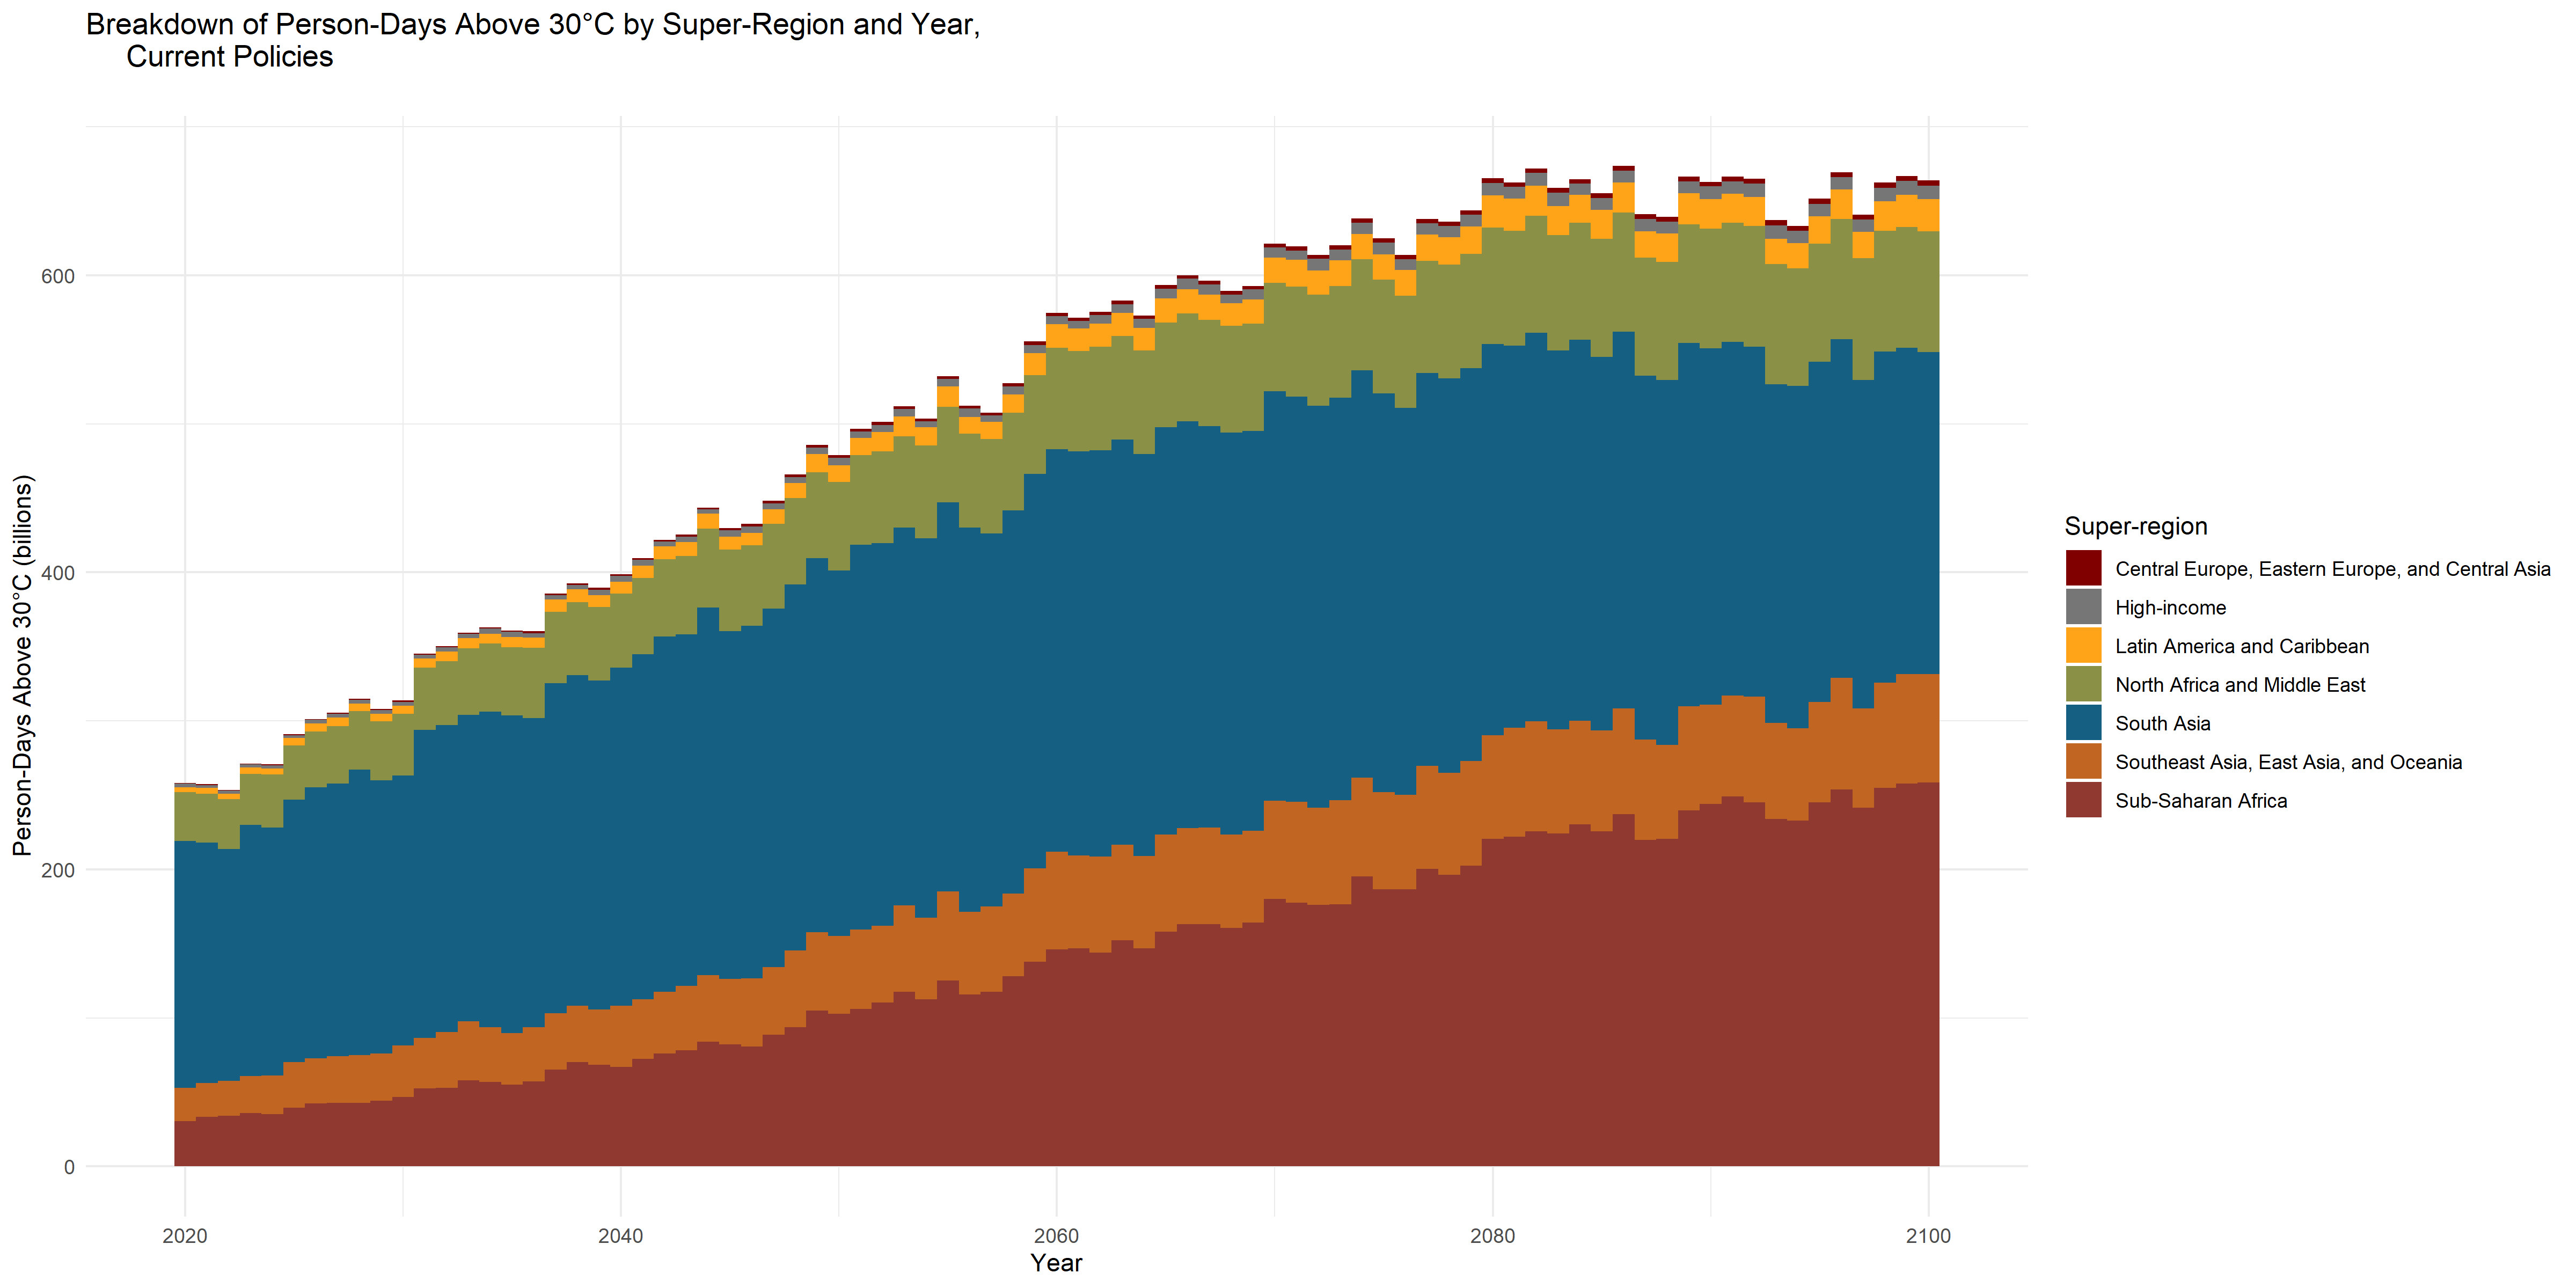 Breakdown of Person-Days Above 30°C by Super-Region and Year,
Current Policies
Person-Days Above 30°C (billions)
600
400
200
0
2020
2040
2060
2080
2100
Year
Super-region
Central Europe, Eastern Europe, and Central Asia
High-income
Latin America and Caribbean
North Africa and Middle East
South Asia
Southeast Asia, East Asia, and Oceania
Sub-Saharan Africa